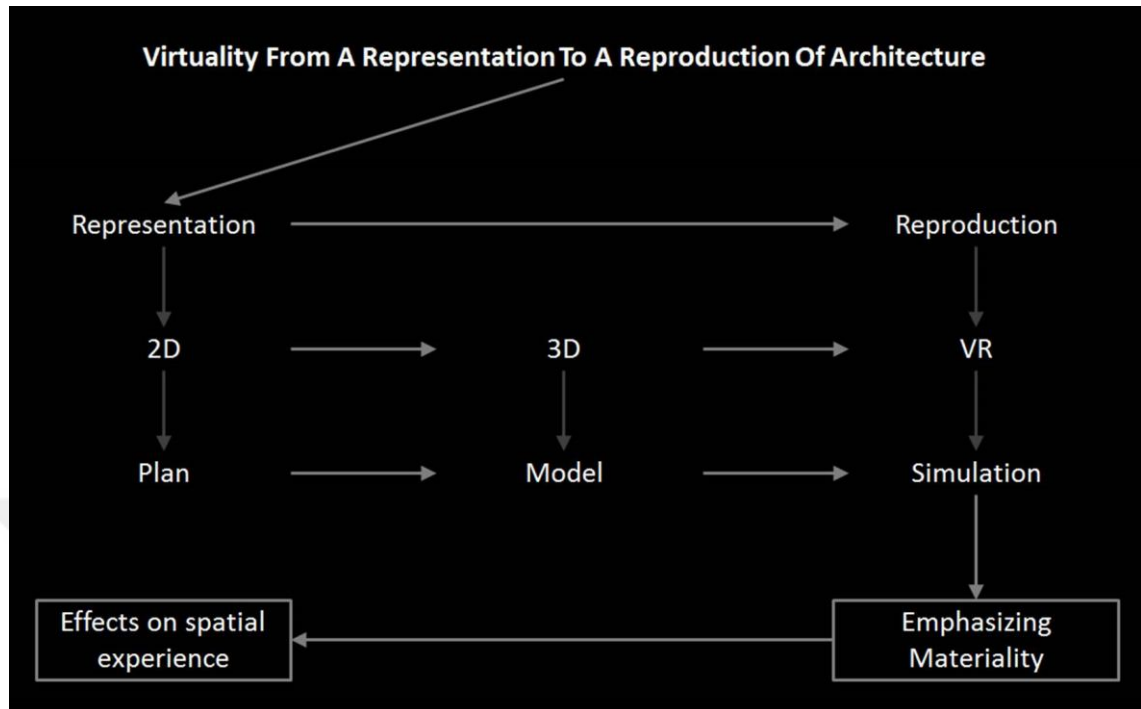 Virtuality From A Representation To A Reproduction Of Architecture
Representation
Reproduction
2D
3D
VR
Plan
Model
Simulation
Effects on spatial
experience
Emphasizing
Materiality